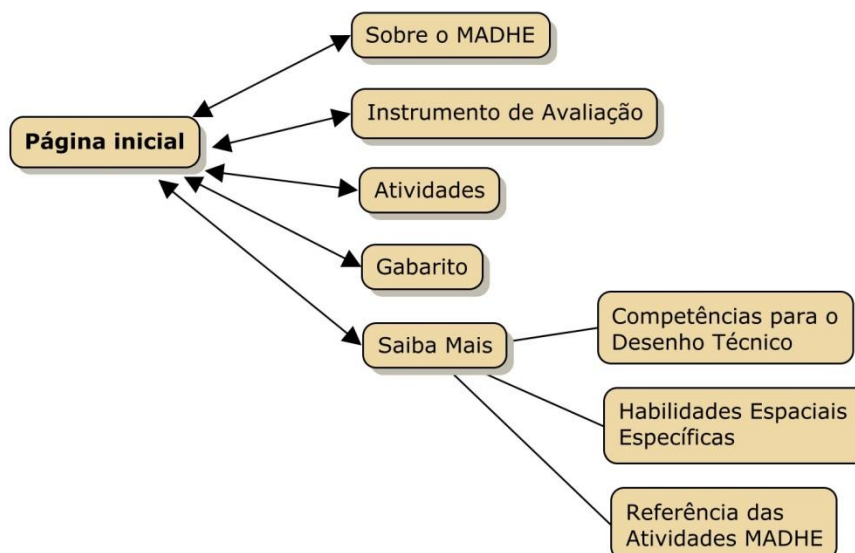 Sobre o MADHE
Página inicial
Instrumento de Avaliação
Atividades
Gabarito
Saiba Mais
Competências para o
Desenho Técnico
Habilidades Espaciais
Específicas
Referência das
Atividades MADHE